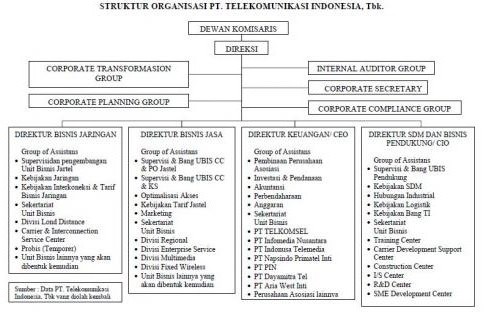 STRUKTUR ORGANISASI PT. TELEKOMUNIKASI INDONESIA, Tbk.
DEWAN KOMISARIS
DIREKSI
CORPORATE TRANSFORMASION
GROUP
INTERNAL AUDITOR GROUP
CORPORATE SECRETARY
CORPORATE PLANNING GROUP
CORPORATE COMPLIANCE GROUP
DIREKTUR BISNIS JARINGAN
Group of Assistans
• Supervisidan pengembangan
Unit Bisnis Jartel
• Kebijakan Jaringan
• Kebijakan Interkoneksi & Tarif
Bisnis Jaringan
• Sekertariat
Unit Bisnis
• Divisi Lond Distance
• Carrier & Interconnection
Service Center
• Probis (Temporer)
• Unit Bisnis lainnya yang akan
dibentuk kemudian
DIREKTUR BISNIS JASA
Group of Assistans
• Supervisi & Bang UBIS CC
& PO Jastel
• Supervisi & Bang UBIS CC
& KS
• Optimalisasi Akses
• Kebijakan Tarif Jastel
• Marketing
• Sekertariat
Unit Bisnis
• Divisi Regional
• Divisi Enterprise Service
• Divisi Multimedia
• Divisi Fixed Wireless
• Unit Bisnis lainnya yang
akan dibentuk kemudian
DIREKTUR KEUANGAN/ CEO
Group of Assistans
• Pembinaan Perusahaan
Asosiasi
• Investasi & Pendanaan
• Akuntansi
• Perbendaharaan
• Anggaran
• Sekertariat
Unit Bisnis
• PT TELKOMSEL
• PT Infomedia Nusantara
• PT Indonusa Telemedia
• PT Napsindo Primatel Inti
• PT PIN
• PT Dayamitra Tel
• PT Aria West Inti
• Perusahaan Asosiasi lainnya
DIREKTUR SDM DAN BISNIS
PENDUKUNG/ CIO
Group of Assistans
• Supervisi & Bang UBIS
Pendukung
• Kebijakan SDM
• Hubungan Industrial
• Kebijakan Logistik
• Kebijakan Bang TI
• Sekretariat
Unit Bisnis
• Training Center
• Carrier Development Support
Center
• Construction Center
• I/S Center
• R&D Center
• SME Development Center
Sumber : Data PT. Telekomunikasi
Indonesia, Tbk yang diolah kembali